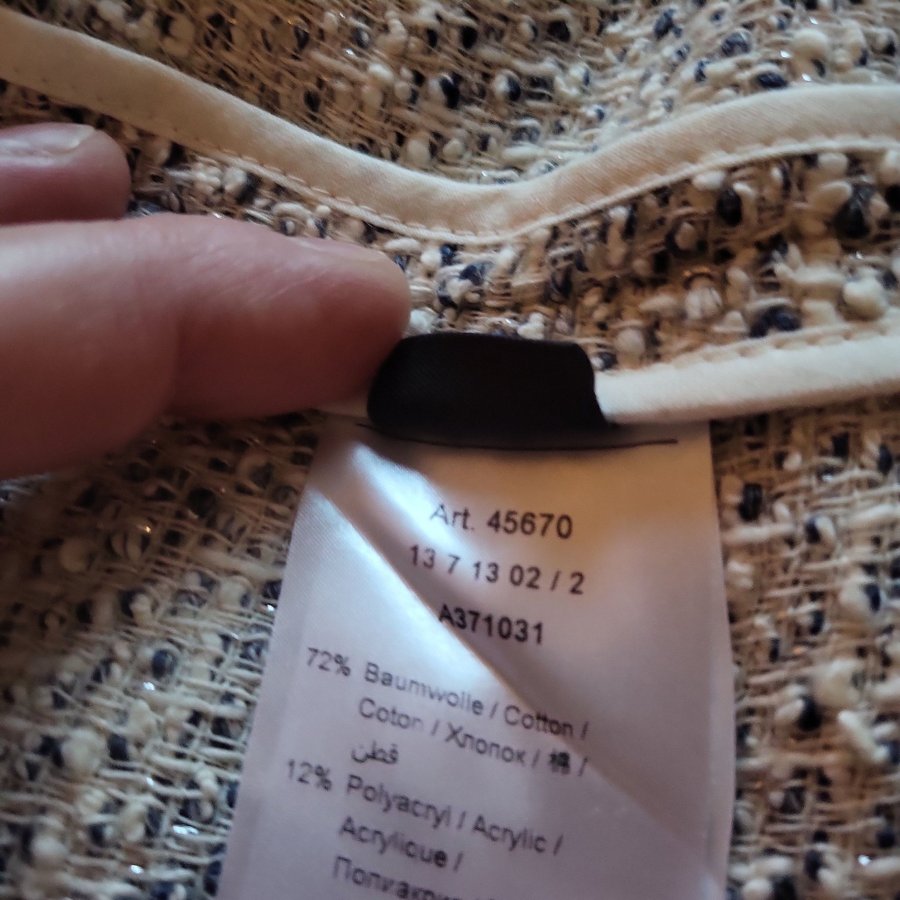 Art. 45670
13 7 13 02 / 2
A371031
72% Baumwolle / Cotton /
Coton / Хлопок / 棉 /
قطن
12% Polyacryl / Acrylic /
Acrylique /